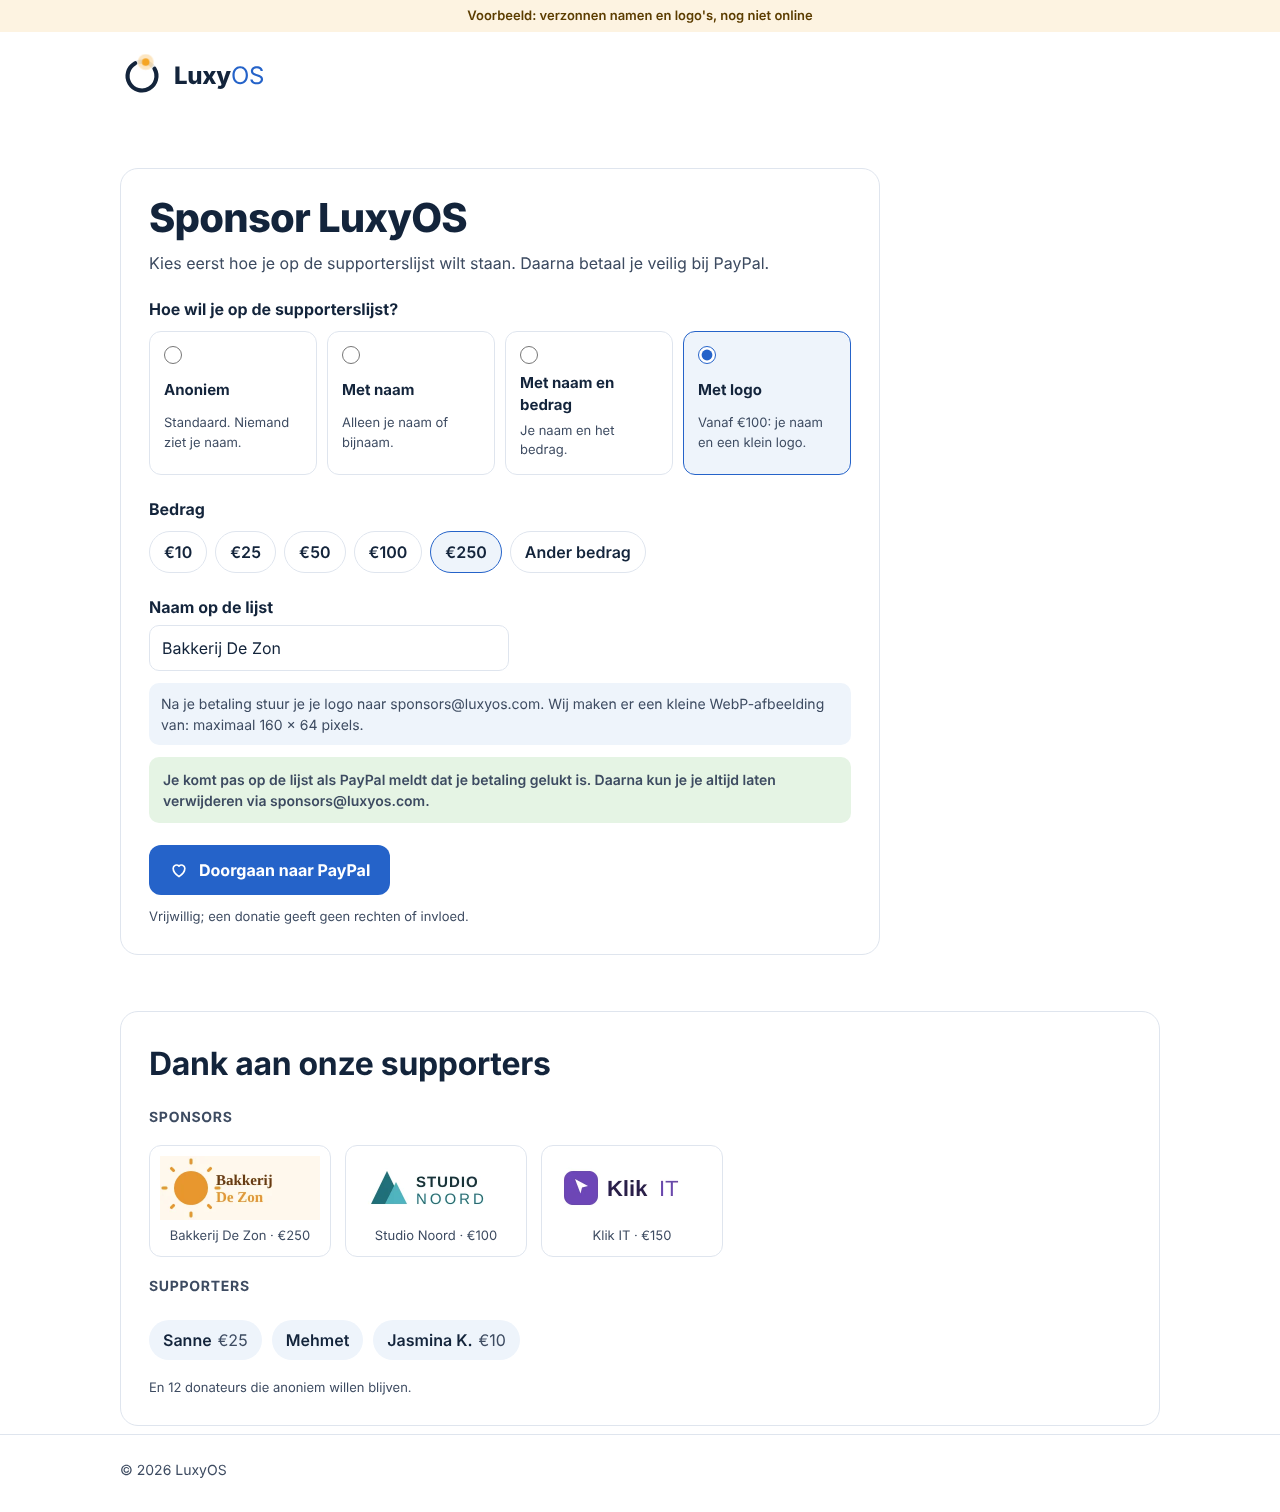 Voorbeeld: verzonnen namen en logo's, nog niet online
LuxyOS
Sponsor LuxyOS
Kies eerst hoe je op de supporterslijst wilt staan. Daarna betaal je veilig bij PayPal.
Hoe wil je op de supporterslijst?
Anoniem
Standaard. Niemand
ziet je naam.
Met naam
Alleen je naam of
bijnaam.
Met naam en
bedrag
Je naam en het
bedrag.
Met logo
Vanaf €100: je naam
en een klein logo.
Bedrag
€10
€25
€50
€100
€250
Ander bedrag
Naam op de lijst
Bakkerij De Zon
Na je betaling stuur je je logo naar sponsors@luxyos.com. Wij maken er een kleine WebP-afbeelding
van: maximaal 160 × 64 pixels.
Je komt pas op de lijst als PayPal meldt dat je betaling gelukt is. Daarna kun je je altijd laten
verwijderen via sponsors@luxyos.com.
Doorgaan naar PayPal
Vrijwillig; een donatie geeft geen rechten of invloed.
Dank aan onze supporters
SPONSORS
Bakkerij
De Zon
Bakkerij De Zon · €250
STUDIO
NOORD
Studio Noord · €100
Klik IT
Klik IT · €150
SUPPORTERS
Sanne €25
Mehmet
Jasmina K. €10
En 12 donateurs die anoniem willen blijven.
© 2026 LuxyOS